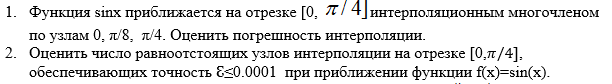 1. Функция sinx приближается на отрезке [0, π/4] интерполяционным многочленом
по узлам 0, π/8, π/4. Оценить погрешность интерполяции.
2. Оценить число равноотстоящих узлов интерполяции на отрезке [0,π/4],
обеспечивающих точность Ɛ≤0.0001 при приближении функции f(x)=sin(x).